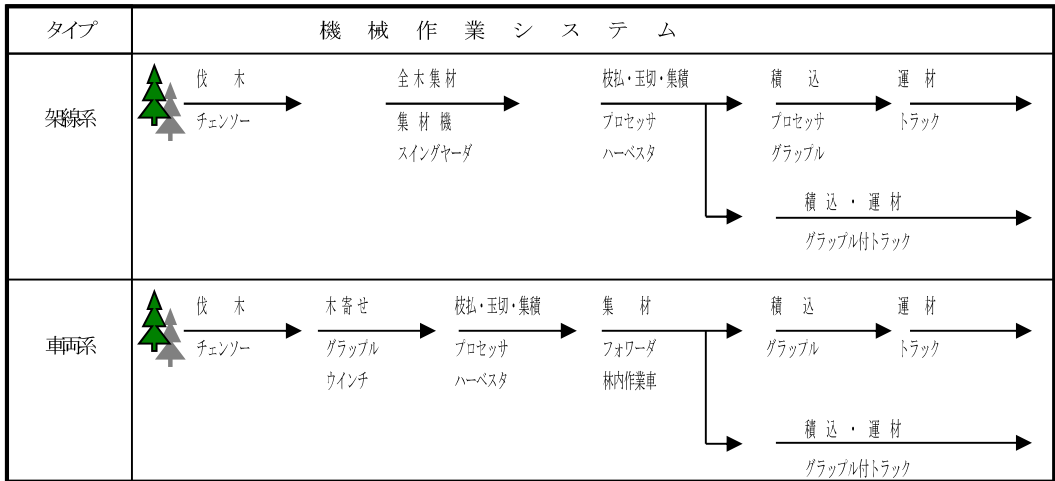 タイプ
機 械 作 業 シ ス テ ム
架線系
伐 木
チェンソー
全木集材
集 材 機
スイングヤーダ
枝払・玉切・集積
プロセッサ
ハーベスタ
積 込
プロセッサ
グラップル
運 材
トラック
積 込 ・ 運 材
グラップル付トラック
車両系
伐 木
チェンソー
木寄せ
グラップル
ウインチ
枝払・玉切・集積
プロセッサ
ハーベスタ
集 材
フォワーダ
林内作業車
積 込
グラップル
運 材
トラック
積 込 ・ 運 材
グラップル付トラック